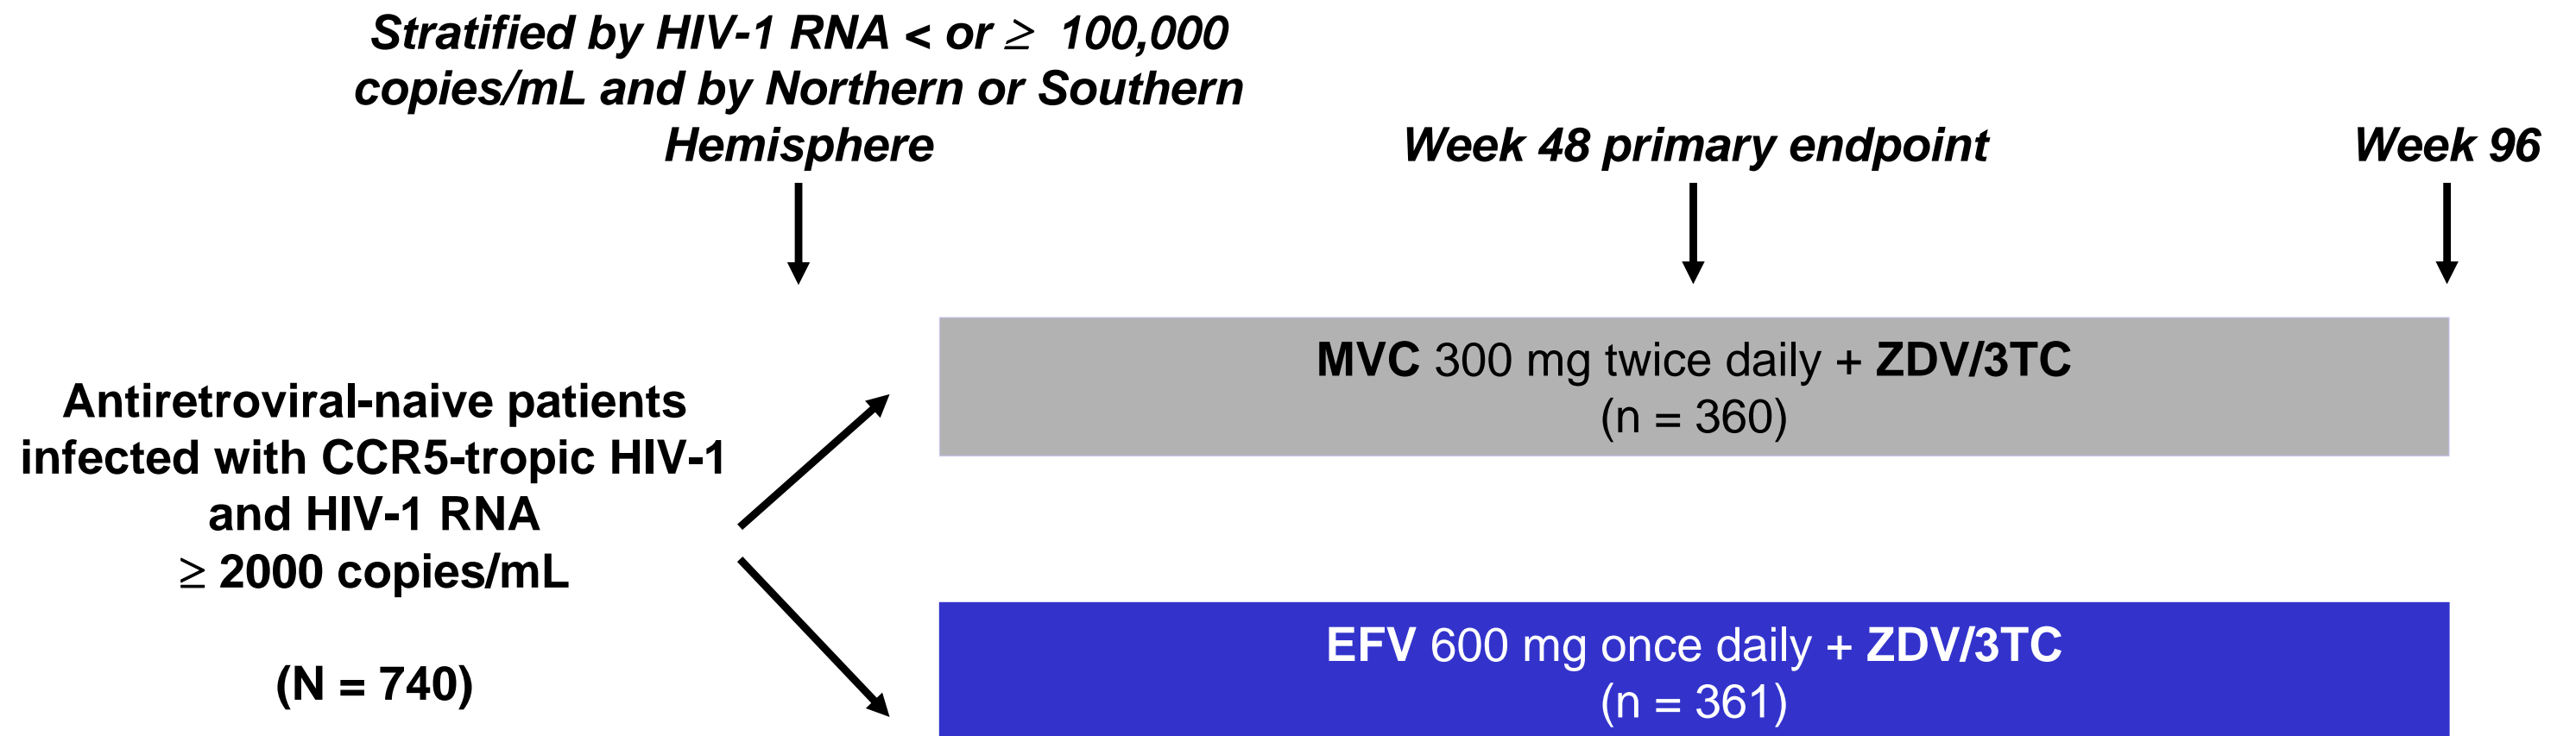 Stratified by HIV-1 RNA < or ≥ 100,000
copies/mL and by Northern or Southern
Hemisphere
Week 48 primary endpoint
Week 96
Antiretroviral-naive patients
infected with CCR5-tropic HIV-1
and HIV-1 RNA
≥ 2000 copies/mL
(N = 740)
MVC 300 mg twice daily + ZDV/3TC
(n = 360)
EFV 600 mg once daily + ZDV/3TC
(n = 361)